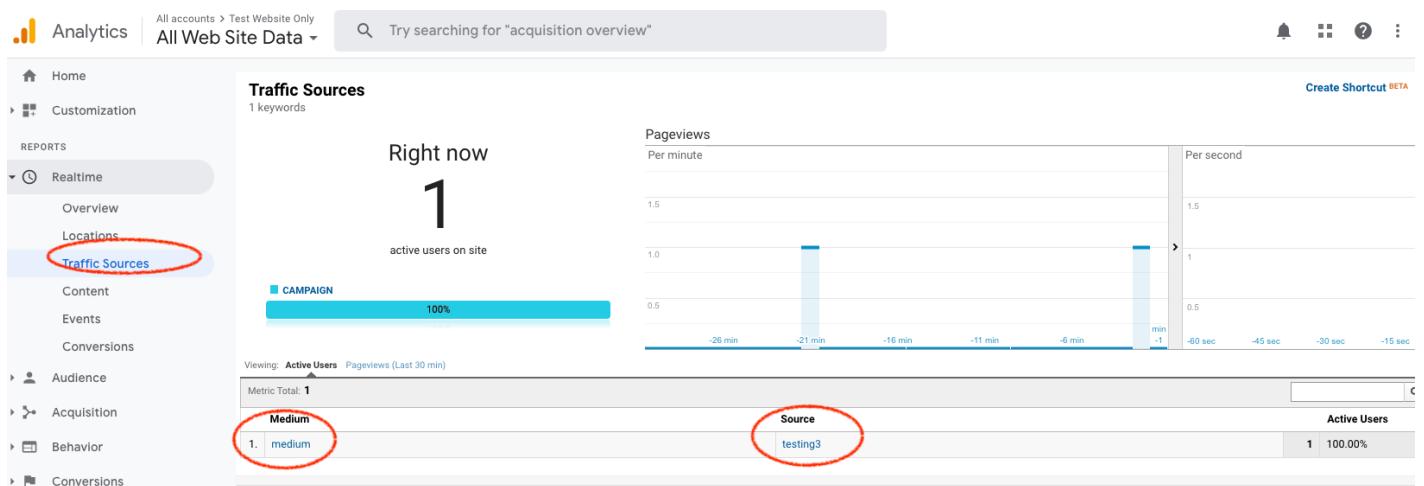 Analytics
All accounts > Test Website Only
All Web Site Data
Try searching for "acquisition overview"
Home
Customization
REPORTS
Realtime
Overview
Locations
Traffic Sources
Content
Events
Conversions
Audience
Acquisition
Behavior
Conversions
Traffic Sources
1 keywords
Create Shortcut BETA
Right now
1
active users on site
CAMPAIGN
100%
Pageviews
Per minute
1.5
1.0
0.5
-26 min
-21 min
-16 min
-11 min
-6 min
min
-1
Per second
1.5
1
0.5
-60 sec
-45 sec
-30 sec
-15 sec
Viewing: Active Users Pageviews (Last 30 min)
Metric Total: 1
Medium Source Active Users
1. medium testing3 1 100.00%